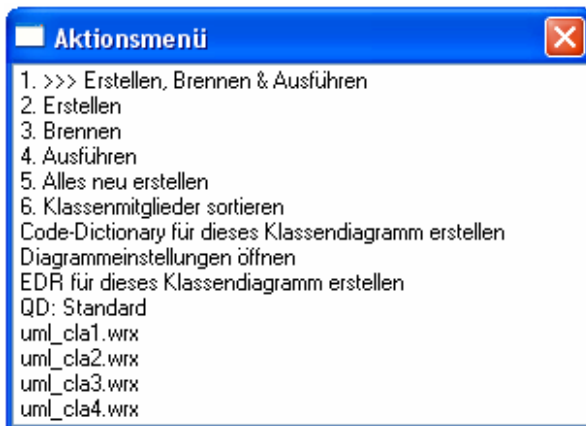 Aktionsmenü
1. >>> Erstellen, Brennen & Ausführen
2. Erstellen
3. Brennen
4. Ausführen
5. Alles neu erstellen
6. Klassenmitglieder sortieren
Code-Dictionary für dieses Klassendiagramm erstellen
Diagrammeinstellungen öffnen
EDR für dieses Klassendiagramm erstellen
QD: Standard
uml_cla1.wrx
uml_cla2.wrx
uml_cla3.wrx
uml_cla4.wrx